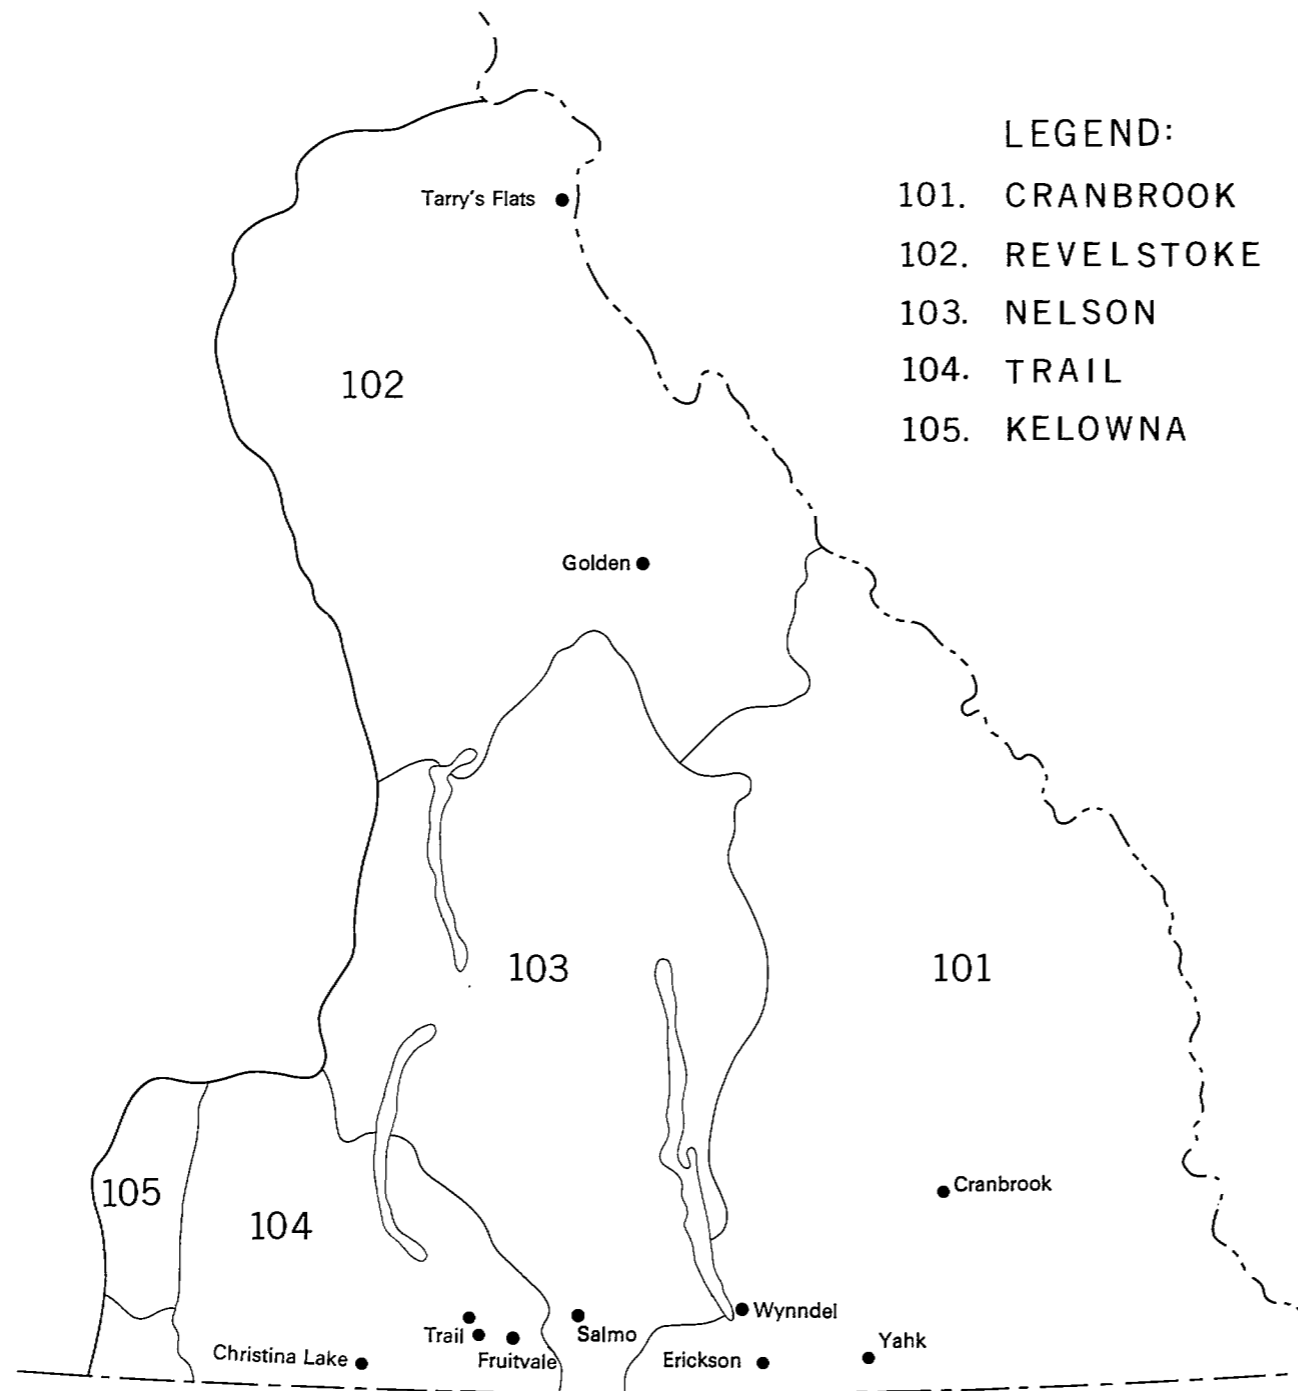 LEGEND:
101. CRANBROOK
102. REVELSTOKE
103. NELSON
104. TRAIL
105. KELOWNA
Tarry's Flats
102
Golden
103
101
Cranbrook
105
104
Wynndel
Trail
Salmo
Yahk
Christina Lake
Fruitvale
Erickson